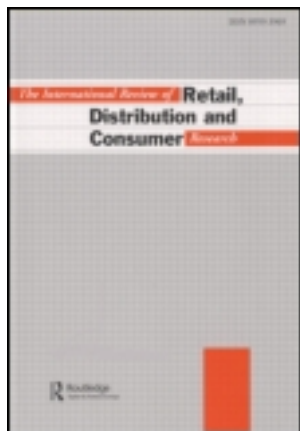 The International Review of Retail,
Distribution and
Consumer Research
Routledge